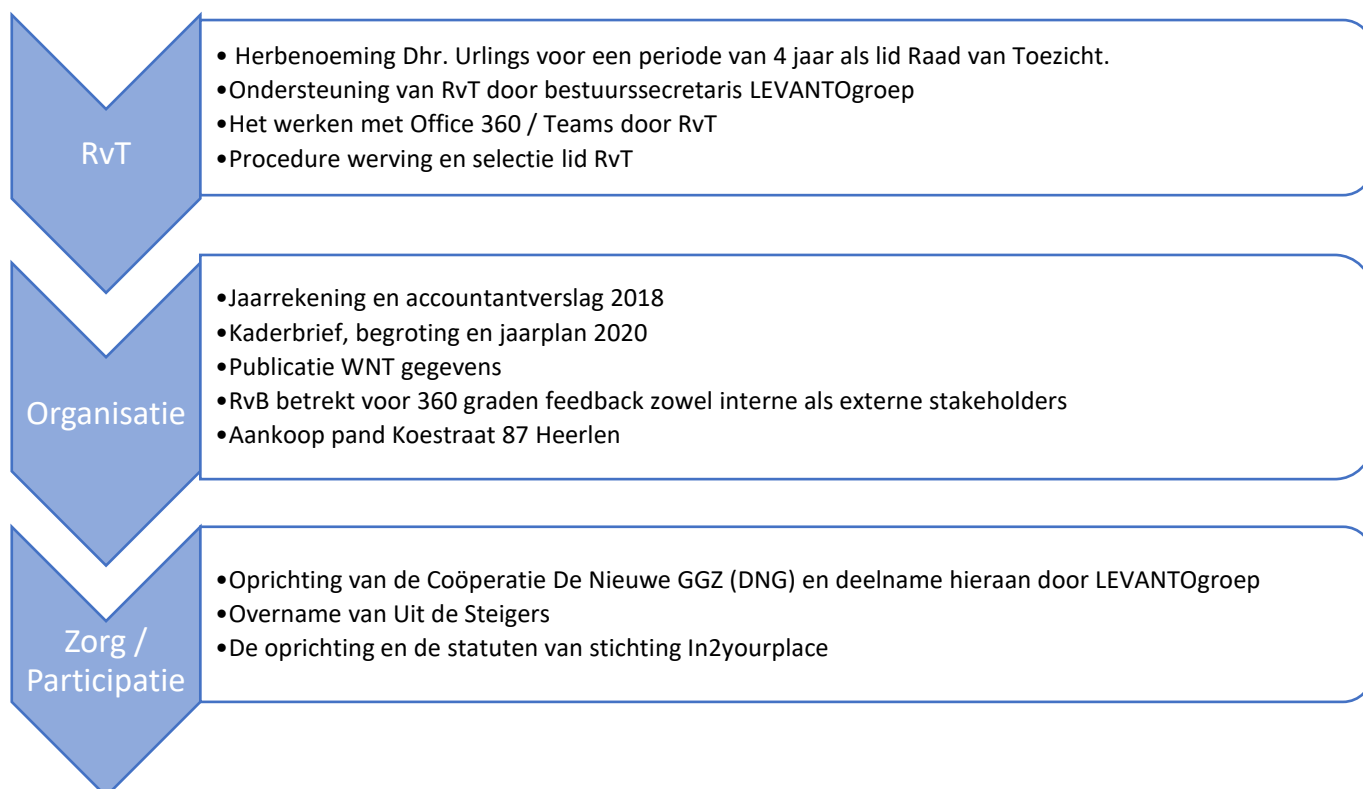 RvT
• Herbenoeming Dhr. Urlings voor een periode van 4 jaar als lid Raad van Toezicht.
•Ondersteuning van RvT door bestuurssecretaris LEVANTOgroep
•Het werken met Office 360 / Teams door RvT
•Procedure werving en selectie lid RvT
Organisatie
•Jaarrekening en accountantverslag 2018
•Kaderbrief, begroting en jaarplan 2020
•Publicatie WNT gegevens
•RvB betrekt voor 360 graden feedback zowel interne als externe stakeholders
•Aankoop pand Koestraat 87 Heerlen
Zorg /
Participatie
•Oprichting van de Coöperatie De Nieuwe GGZ (DNG) en deelname hieraan door LEVANTOgroep
•Overname van Uit de Steigers
•De oprichting en de statuten van stichting In2yourplace